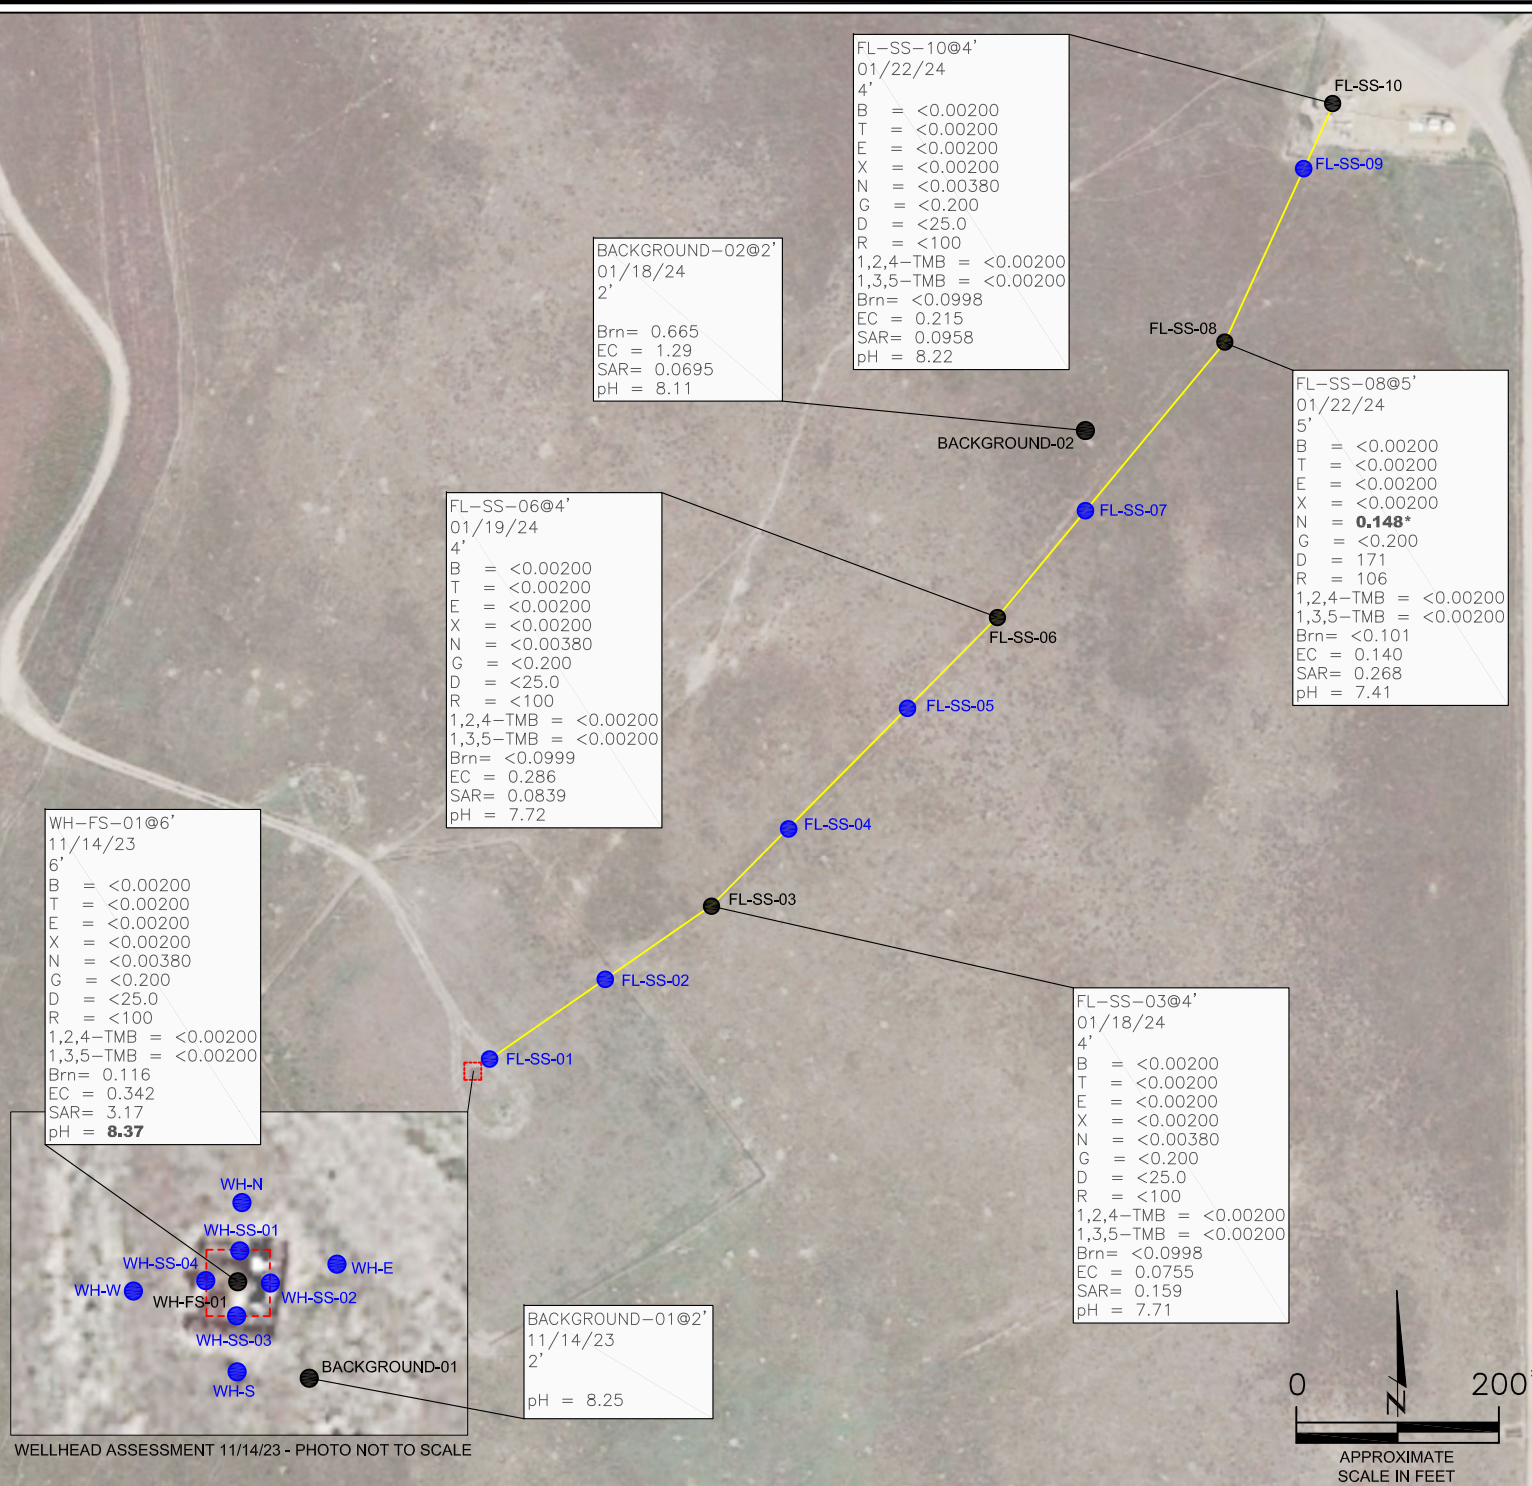 FL-SS-10@4'
01/22/24
4'
B = <0.00200
T = <0.00200
E = <0.00200
X = <0.00200
N = <0.00380
G = <0.200
D = <25.0
R = <100
1,2,4-TMB = <0.00200
1,3,5-TMB = <0.00200
Brn= <0.0998
EC = 0.215
SAR= 0.0958
pH = 8.22
FL-SS-10
FL-SS-09
BACKGROUND-02@2'
01/18/24
2'
Brn= 0.665
EC = 1.29
SAR= 0.0695
pH = 8.11
FL-SS-08
BACKGROUND-02
FL-SS-08@5'
01/22/24
5'
B = <0.00200
T = <0.00200
E = <0.00200
X = <0.00200
N = 0.148*
G = <0.200
D = 171
R = 106
1,2,4-TMB = <0.00200
1,3,5-TMB = <0.00200
Brn= <0.101
EC = 0.140
SAR= 0.268
pH = 7.41
FL-SS-07
FL-SS-06@4'
01/19/24
4'
B = <0.00200
T = <0.00200
E = <0.00200
X = <0.00200
N = <0.00380
G = <0.200
D = <25.0
R = <100
1,2,4-TMB = <0.00200
1,3,5-TMB = <0.00200
Brn= <0.0999
EC = 0.286
SAR= 0.0839
pH = 7.72
FL-SS-06
FL-SS-05
FL-SS-04
WH-FS-01@6'
11/14/23
6'
B = <0.00200
T = <0.00200
E = <0.00200
X = <0.00200
N = <0.00380
G = <0.200
D = <25.0
R = <100
1,2,4-TMB = <0.00200
1,3,5-TMB = <0.00200
Brn= 0.116
EC = 0.342
SAR= 3.17
pH = 8.37
FL-SS-03
FL-SS-02
FL-SS-01
FL-SS-03@4'
01/18/24
4'
B = <0.00200
T = <0.00200
E = <0.00200
X = <0.00200
N = <0.00380
G = <0.200
D = <25.0
R = <100
1,2,4-TMB = <0.00200
1,3,5-TMB = <0.00200
Brn= <0.0998
EC = 0.0755
SAR= 0.159
pH = 7.71
WH-N
WH-SS-01
WH-SS-04
WH-E
WH-W
WH-FS-01
WH-SS-02
WH-SS-03
WH-S
BACKGROUND-01
BACKGROUND-01@2'
11/14/23
2'
pH = 8.25
WELLHEAD ASSESSMENT 11/14/23 - PHOTO NOT TO SCALE
N
0 200'
APPROXIMATE
SCALE IN FEET